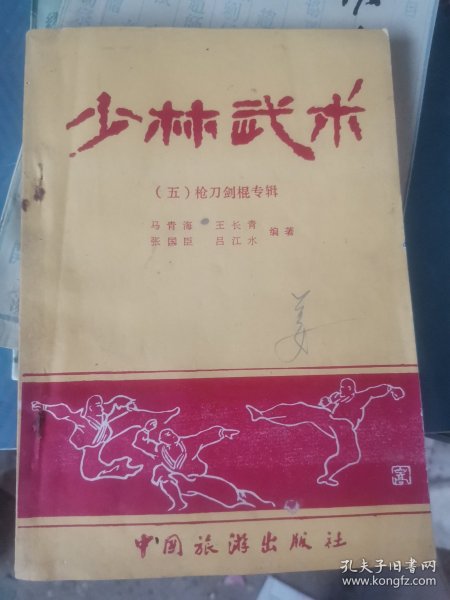 少林武术
(五)枪刀剑棍专辑
马青海 王长青
张国臣 吕江水 编著
姜
中国旅游出版社
孔夫子旧书网
www.kongfz.com